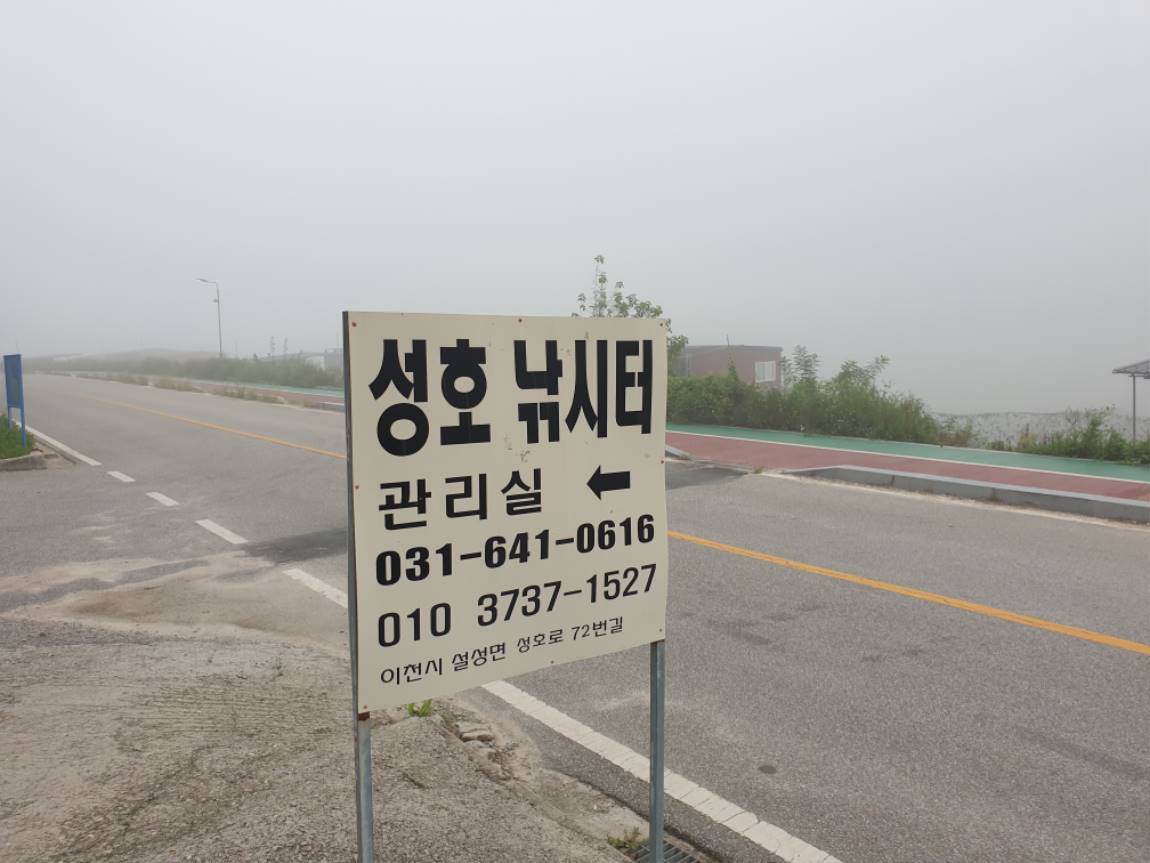 성호 낚시터
관리실 ←
031-641-0616
010 3737-1527
이천시 설성면 성호로 72번길